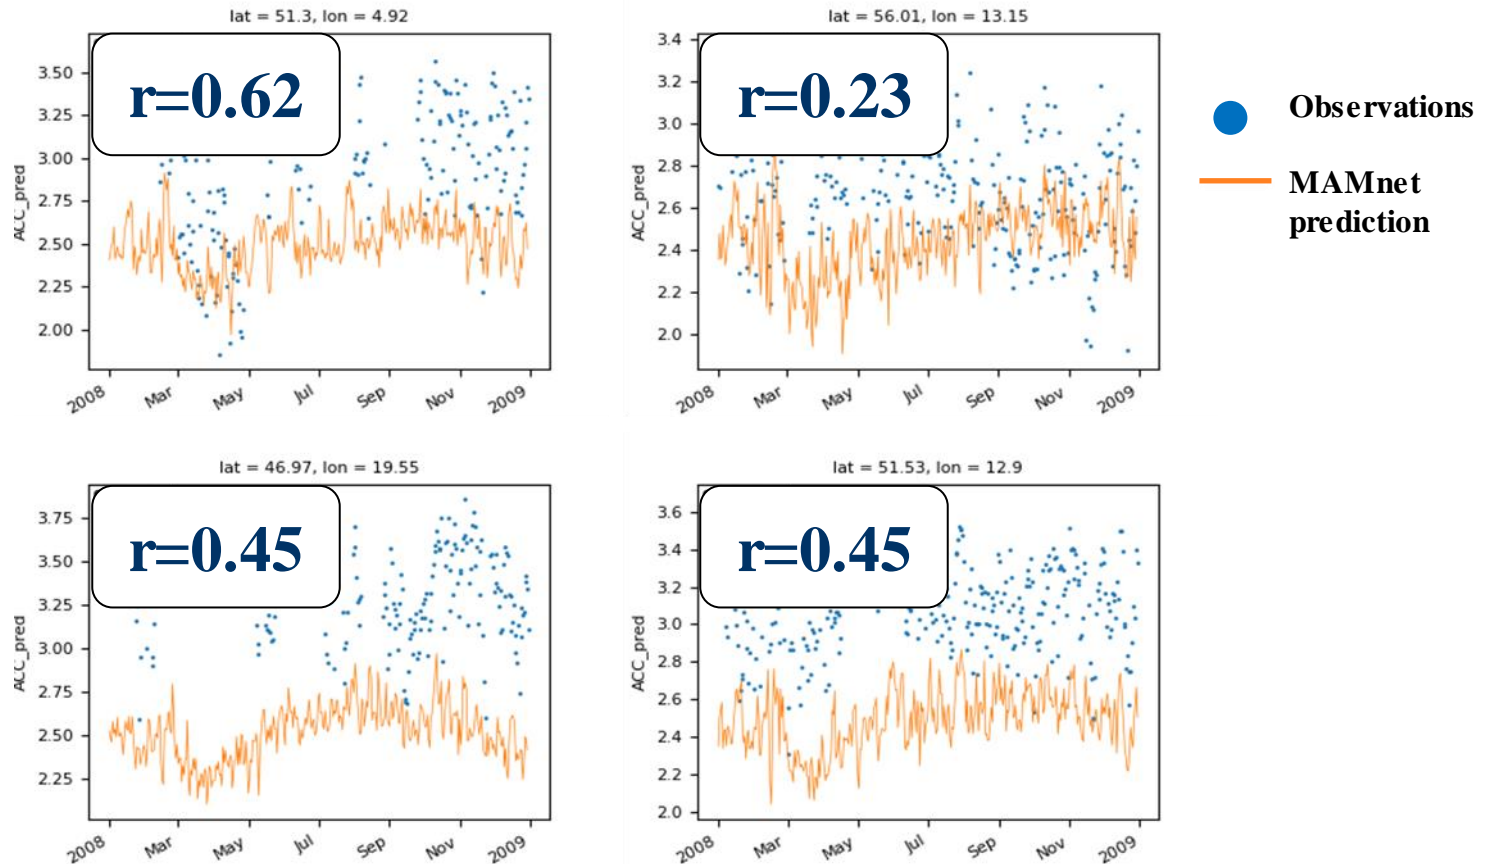 lat = 51.3, lon = 4.92
r=0.62
3.50
3.25
3.00
2.75
2.50
2.25
2.00
ACC_pred
2008
Mar
May
Jul
Sep
Nov
2009
lat = 56.01, lon = 13.15
r=0.23
3.4
3.2
3.0
2.8
2.6
2.4
2.2
2.0
ACC_pred
2008
Mar
May
Jul
Sep
Nov
2009
Observations
MAMnet
prediction
lat = 46.97, lon = 19.55
r=0.45
3.75
3.50
3.25
3.00
2.75
2.50
2.25
ACC_pred
2008
Mar
May
Jul
Sep
Nov
2009
lat = 51.53, lon = 12.9
r=0.45
3.6
3.4
3.2
3.0
2.8
2.6
2.4
2.2
2.0
ACC_pred
2008
Mar
May
Jul
Sep
Nov
2009